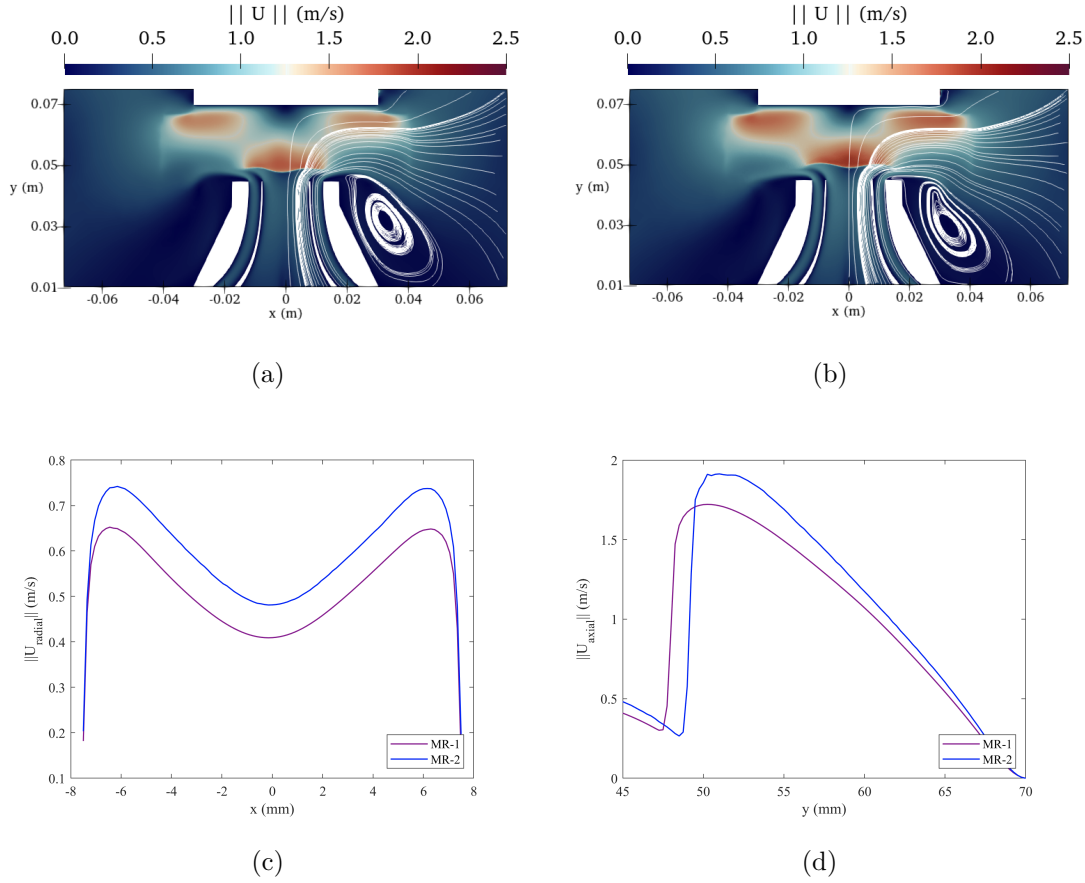 || U || (m/s)
0.0 0.5 1.0 1.5 2.0 2.5
0.07
0.05
y (m)
0.03
0.01
-0.06 -0.04 -0.02 0 0.02 0.04 0.06
x (m)
(a)
|| U || (m/s)
0.0 0.5 1.0 1.5 2.0 2.5
0.07
0.05
y (m)
0.03
0.01
-0.06 -0.04 -0.02 0 0.02 0.04 0.06
x (m)
(b)
0.8
0.7
0.6
0.5
0.4
0.3
0.2
0.1
||U_radial|| (m/s)
MR-1
MR-2
-8 -6 -4 -2 0 2 4 6 8
x (mm)
(c)
2
1.5
1
0.5
0
||U_axial|| (m/s)
MR-1
MR-2
45 50 55 60 65 70
y (mm)
(d)